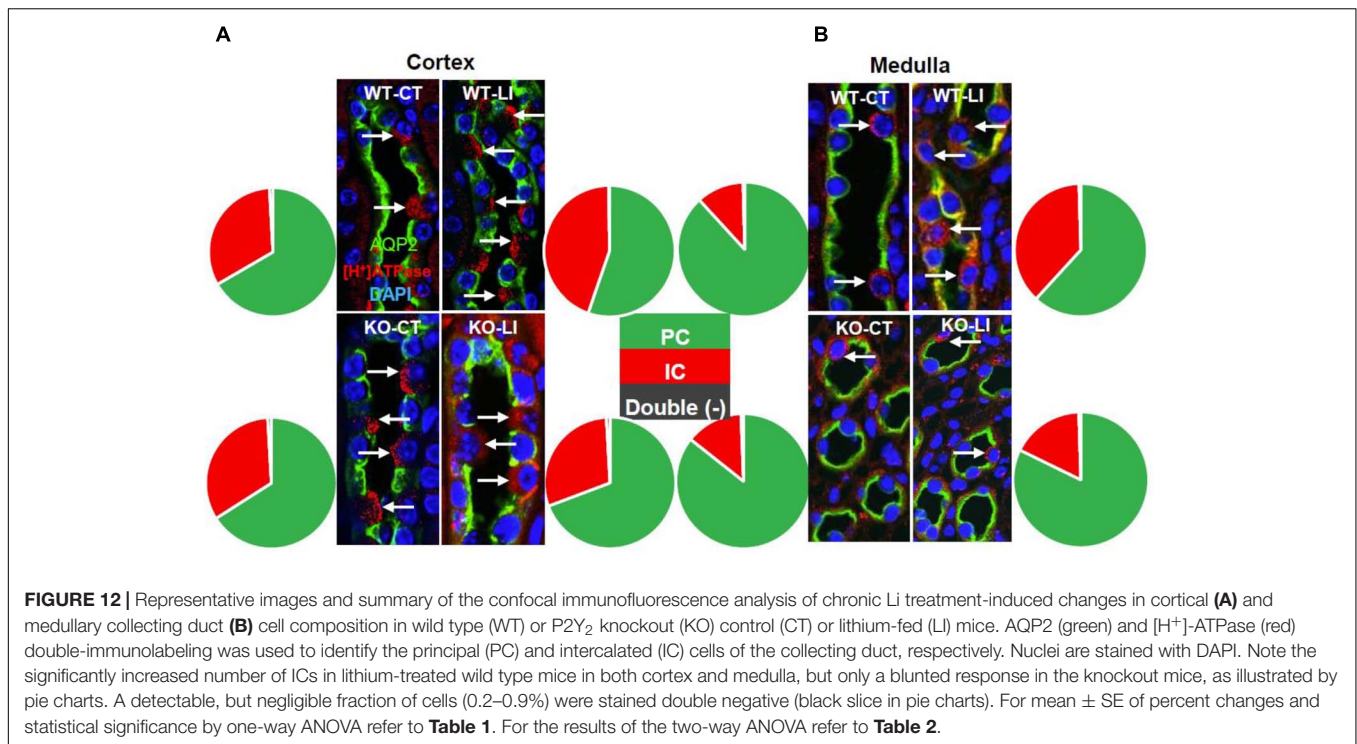 A
B
Cortex
Medulla
WT-CT
WT-LI
WT-CT
WT-LI
AQP2
[H⁺]ATPase
DAPI
KO-CT
KO-LI
PC
IC
Double (-)
KO-CT
KO-LI
FIGURE 12 | Representative images and summary of the confocal immunofluorescence analysis of chronic Li treatment-induced changes in cortical (A) and
medullary collecting duct (B) cell composition in wild type (WT) or P2Y₂ knockout (KO) control (CT) or lithium-fed (LI) mice. AQP2 (green) and [H⁺]-ATPase (red)
double-immunolabeling was used to identify the principal (PC) and intercalated (IC) cells of the collecting duct, respectively. Nuclei are stained with DAPI. Note the
significantly increased number of ICs in lithium-treated wild type mice in both cortex and medulla, but only a blunted response in the knockout mice, as illustrated by
pie charts. A detectable, but negligible fraction of cells (0.2–0.9%) were stained double negative (black slice in pie charts). For mean ± SE of percent changes and
statistical significance by one-way ANOVA refer to Table 1. For the results of the two-way ANOVA refer to Table 2.